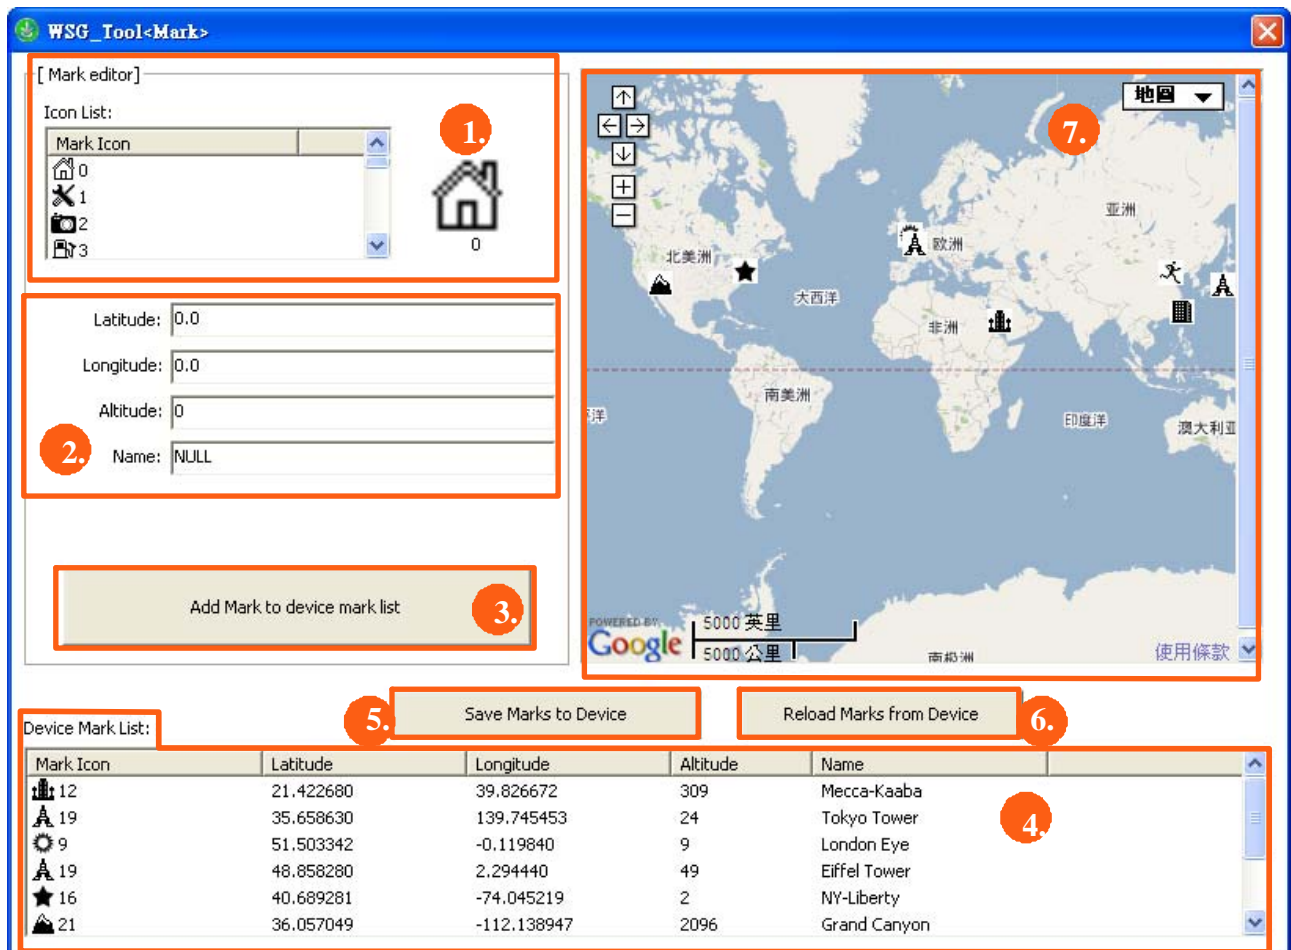 WSG_Tool<Mark>
[ Mark editor]
Icon List:
1.
Mark Icon
0
1
2
3
0
Latitude: 0.0
Longitude: 0.0
Altitude: 0
2.
Name: NULL
Add Mark to device mark list
3.
地圖
7.
亚洲
欧洲
北美洲
大西洋
非洲
南美洲
洋
印度洋
澳大利亚
POWERED BY
Google
5000 英里
5000 公里
南极洲
使用條款
5.
Save Marks to Device
Reload Marks from Device
6.
Device Mark List:
Mark Icon Latitude Longitude Altitude Name
12 21.422680 39.826672 309 Mecca-Kaaba
19 35.658630 139.745453 24 Tokyo Tower
4.
9 51.503342 -0.119840 9 London Eye
19 48.858280 2.294440 49 Eiffel Tower
16 40.689281 -74.045219 2 NY-Liberty
21 36.057049 -112.138947 2096 Grand Canyon